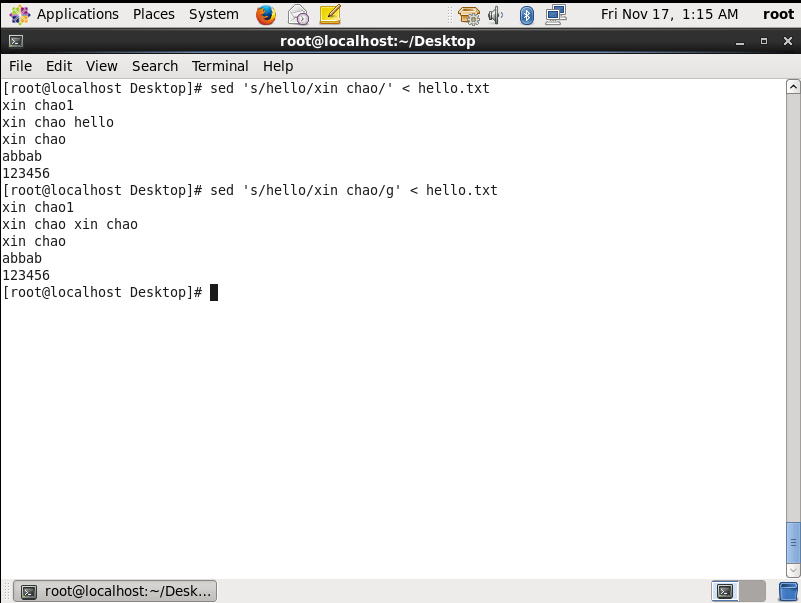 Applications Places System Fri Nov 17, 1:15 AM root
root@localhost:~/Desktop
File Edit View Search Terminal Help
[root@localhost Desktop]# sed 's/hello/xin chao/' < hello.txt
xin chao1
xin chao hello
xin chao
abbab
123456
[root@localhost Desktop]# sed 's/hello/xin chao/g' < hello.txt
xin chao1
xin chao xin chao
xin chao
abbab
123456
[root@localhost Desktop]#
root@localhost:~/Desk...